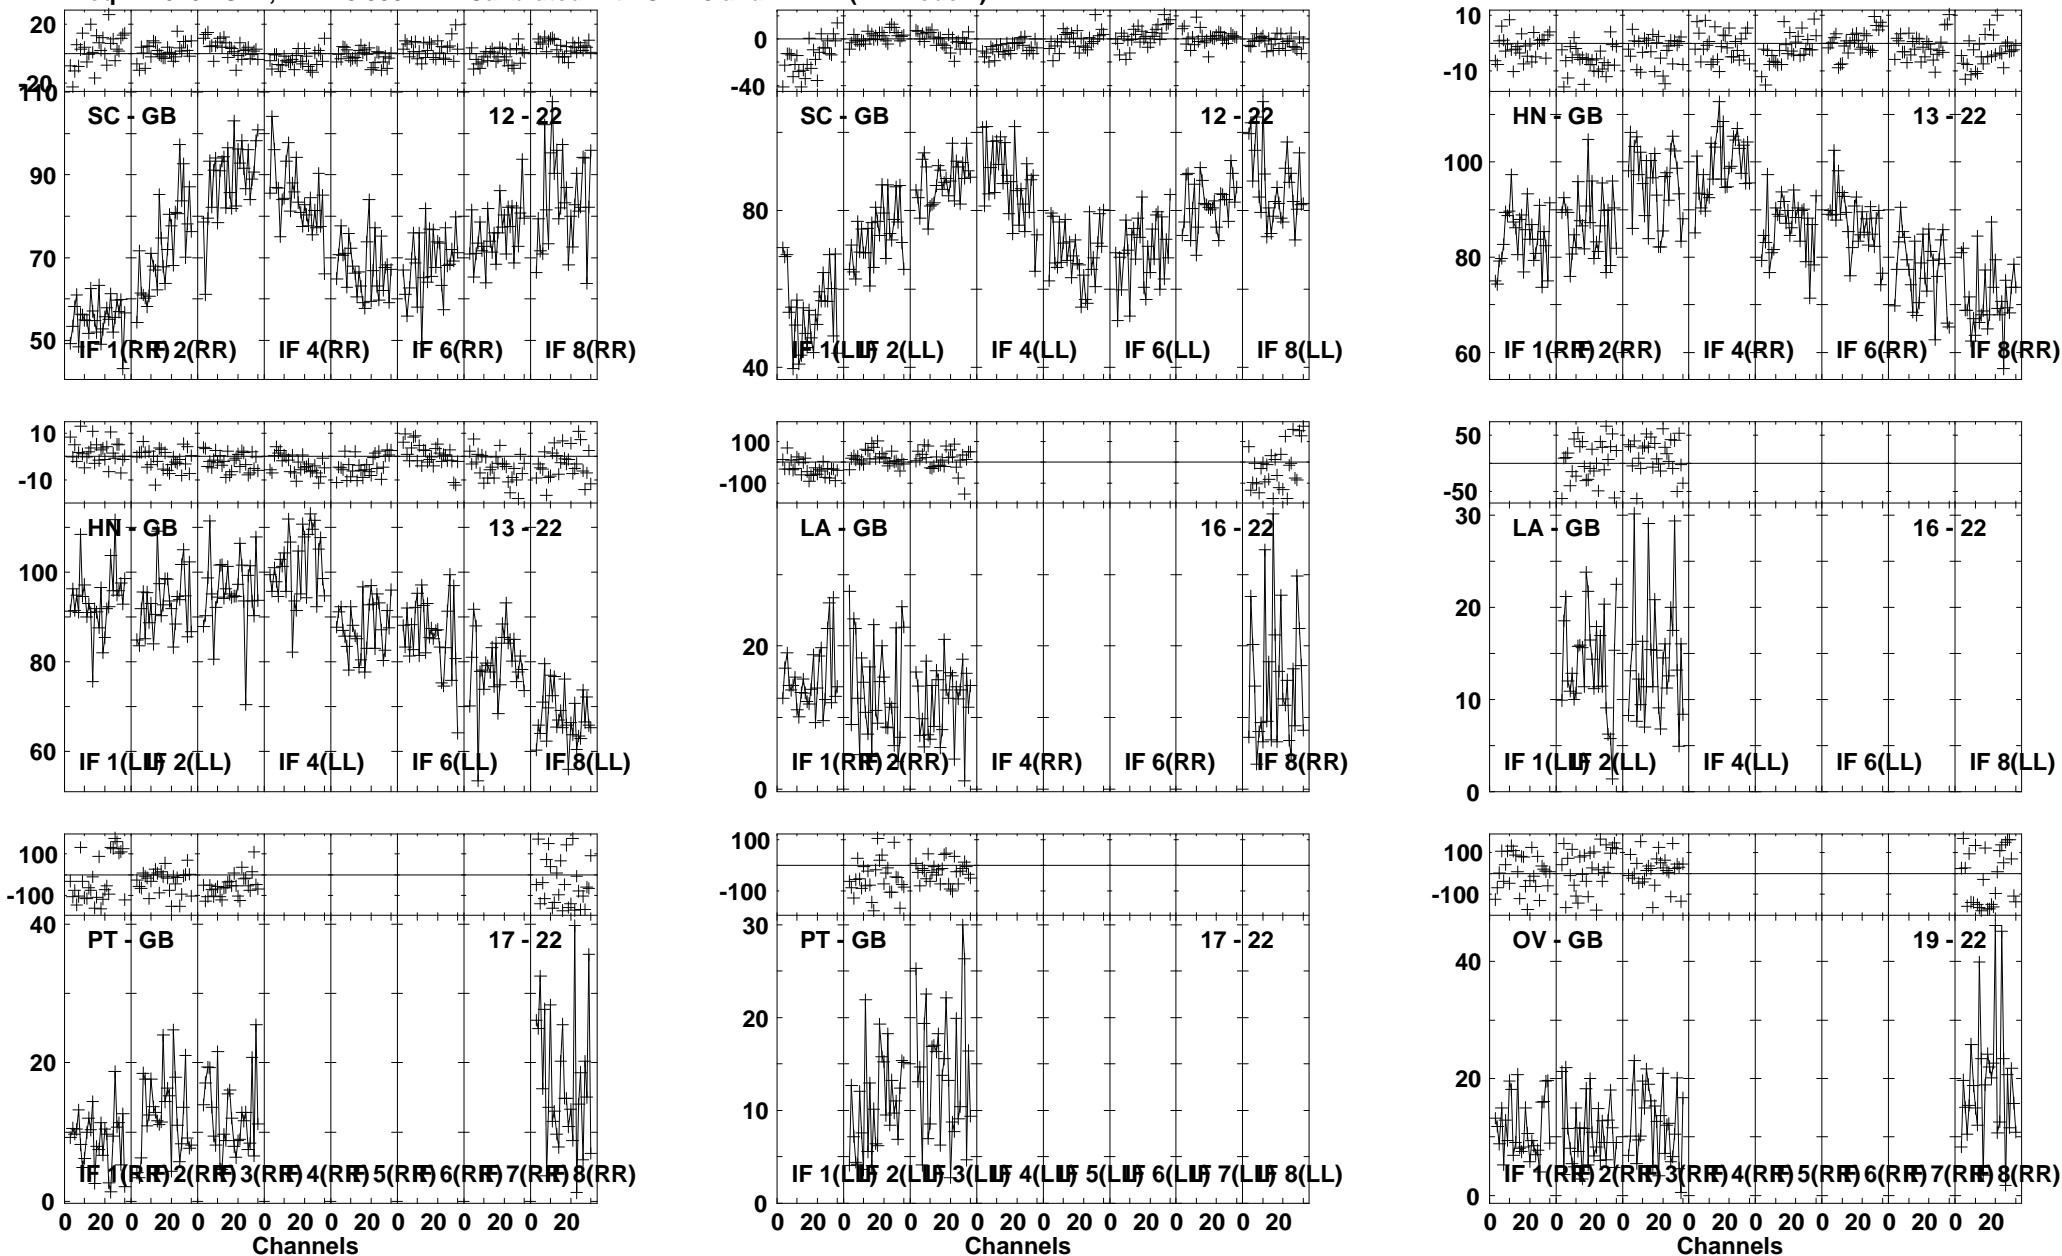 20
-20
110
SC - GB 12 - 22
90
70
50
IF 1(RR) IF 2(RR) IF 4(RR) IF 6(RR) IF 8(RR)
0
-40
SC - GB 12 - 22
80
40
IF 1(LL) IF 2(LL) IF 4(LL) IF 6(LL) IF 8(LL)
10
-10
HN - GB 13 - 22
100
80
60
IF 1(RR) IF 2(RR) IF 4(RR) IF 6(RR) IF 8(RR)
10
-10
HN - GB 13 - 22
100
80
60
IF 1(LL) IF 2(LL) IF 4(LL) IF 6(LL) IF 8(LL)
100
-100
LA - GB 16 - 22
20
0
IF 1(RR) IF 2(RR) IF 4(RR) IF 6(RR) IF 8(RR)
50
-50
30
LA - GB 16 - 22
20
10
0
IF 1(LL) IF 2(LL) IF 4(LL) IF 6(LL) IF 8(LL)
100
-100
40
PT - GB 17 - 22
20
0
IF 1(RR) IF 2(RR) IF 3(RR) IF 4(RR) IF 5(RR) IF 6(RR) IF 7(RR) IF 8(RR)
0 20 0 20 0 20 0 20 0 20 0 20 0 20 0 20
Channels
100
-100
30
PT - GB 17 - 22
20
10
0
IF 1(LL) IF 2(LL) IF 3(LL) IF 4(LL) IF 5(LL) IF 6(LL) IF 7(LL) IF 8(LL)
0 20 0 20 0 20 0 20 0 20 0 20 0 20 0 20
Channels
100
-100
OV - GB 19 - 22
40
20
0
IF 1(RR) IF 2(RR) IF 3(RR) IF 4(RR) IF 5(RR) IF 6(RR) IF 7(RR) IF 8(RR)
0 20 0 20 0 20 0 20 0 20 0 20 0 20 0 20
Channels